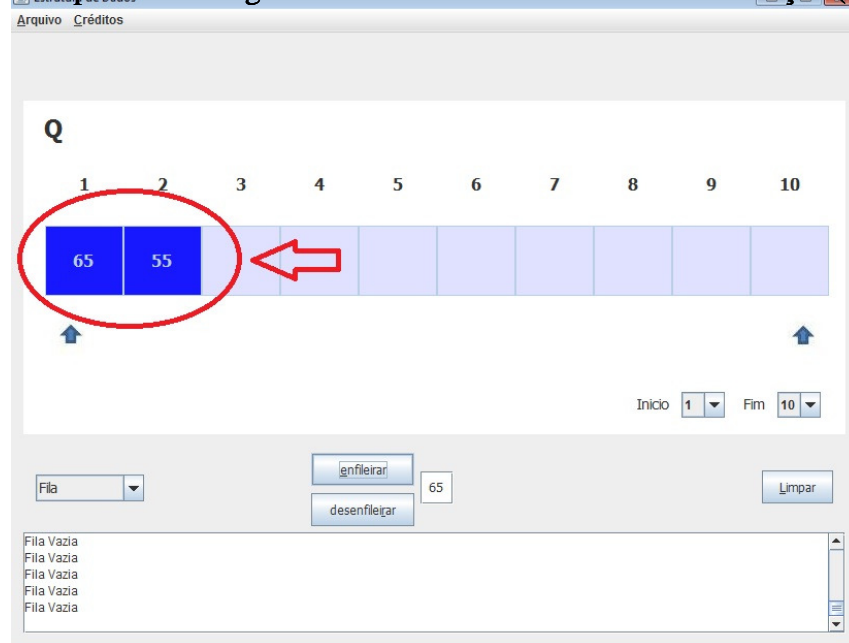 Arquivo Créditos
Q
1 2 3 4 5 6 7 8 9 10
65 55
Inicio 1 Fim 10
Fila
enfileirar
65
desenfileirar
Limpar
Fila Vazia
Fila Vazia
Fila Vazia
Fila Vazia
Fila Vazia